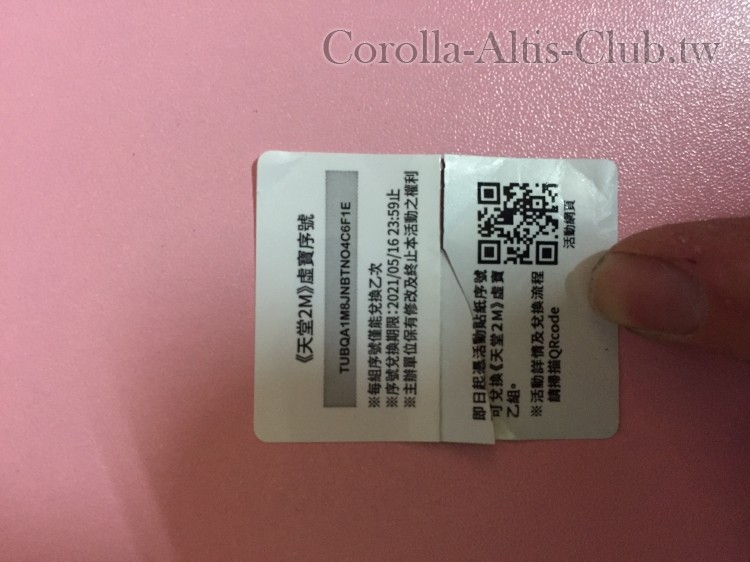 Corolla-Altis-Club.tw
《天堂2M》虛寶序號
TUBQA1M8JNBTNO4C6F1E
※每組序號僅能兌換乙次
※序號兌換期限：2021/05/16 23:59止
※主辦單位保有修改及終止本活動之權利
即日起憑活動貼紙序號
可兌換《天堂2M》虛寶
乙組。
※活動詳情及兌換流程
請掃描QRcode
活動網頁